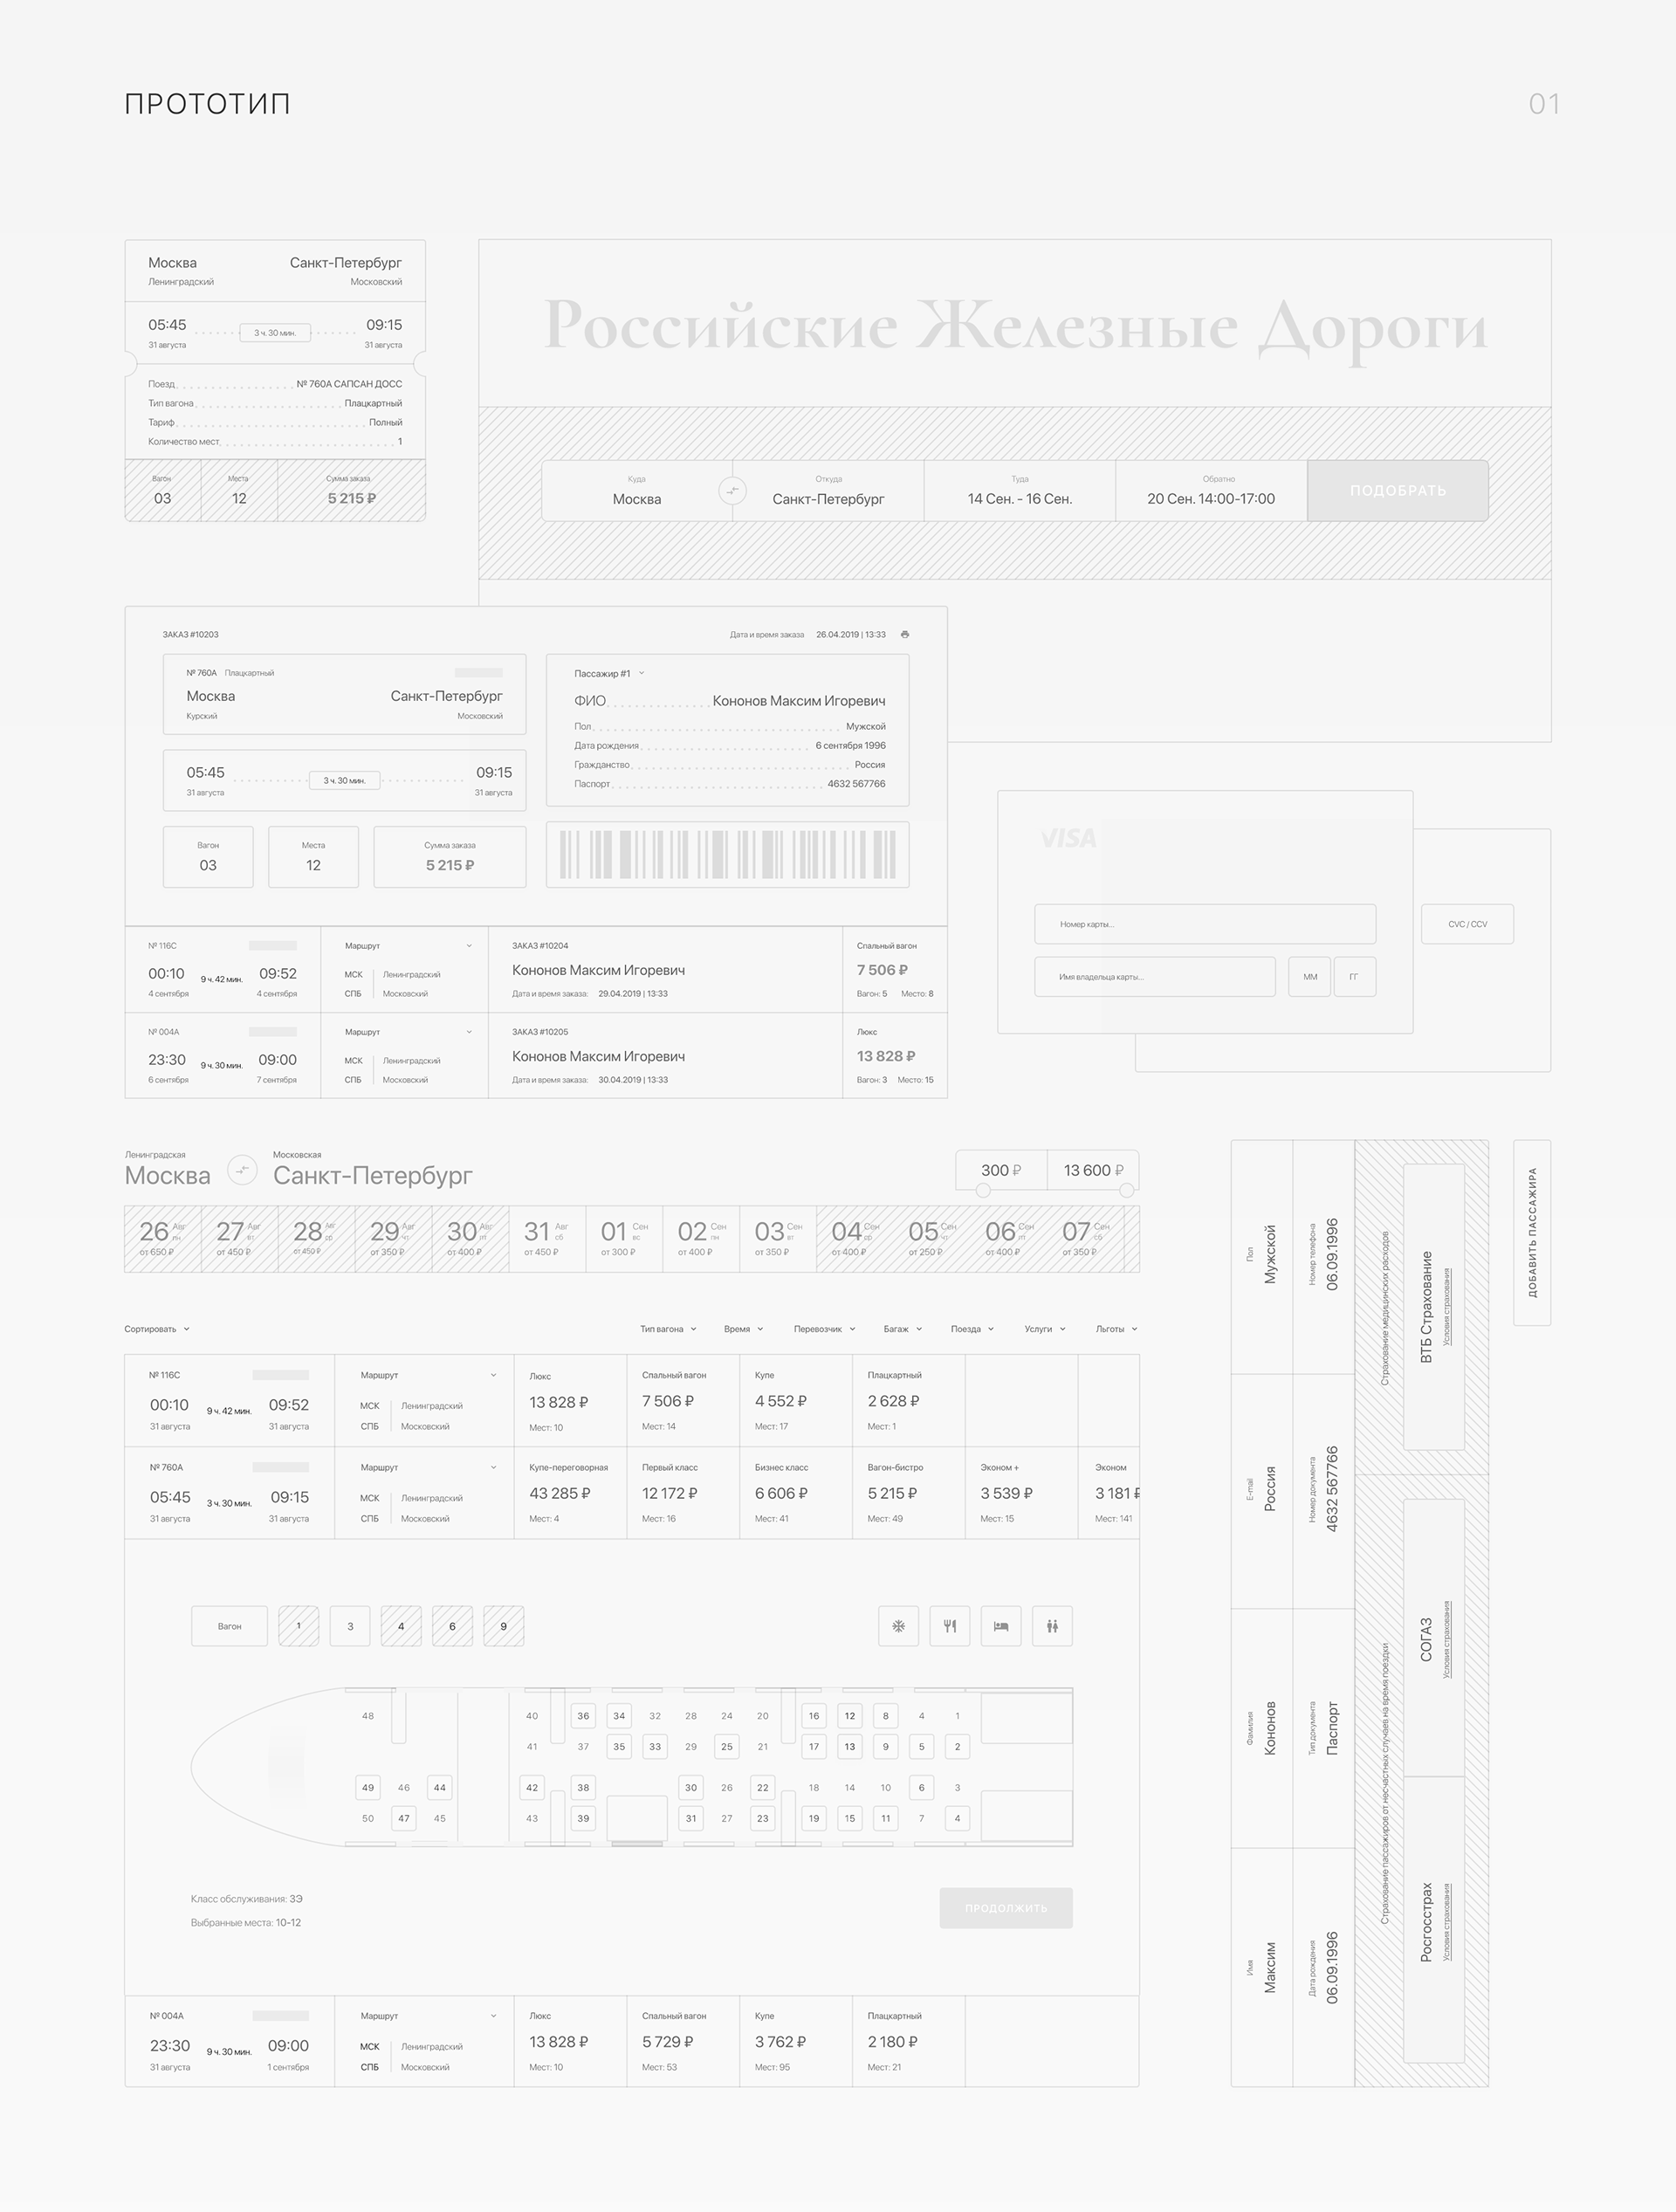 ПРОТОТИП
01
Москва Санкт-Петербург
Ленинградский Московский
05:45 3 ч. 30 мин. 09:15
31 августа 31 августа
Поезд № 760А САПСАН ДОСС
Тип вагона Плацкартный
Тариф Полный
Количество мест 1
Вагон Места Сумма заказа
03 12 5 215 ₽
Российские Железные Дороги
Куда Откуда Туда Обратно
Москва Санкт-Петербург 14 Сен. - 16 Сен. 20 Сен. 14:00-17:00 ПОДОБРАТЬ
ЗАКАЗ #10203 Дата и время заказа 26.04.2019 | 13:33
№ 760А Плацкартный
Москва Санкт-Петербург
Курский Московский
05:45 3 ч. 30 мин. 09:15
31 августа 31 августа
Вагон Места Сумма заказа
03 12 5 215 ₽
Пассажир #1
ФИО Кононов Максим Игоревич
Пол Мужской
Дата рождения 6 сентября 1996
Гражданство Россия
Паспорт 4632 567766
№ 116С Маршрут ЗАКАЗ #10204 Спальный вагон
00:10 9 ч. 42 мин. 09:52 МСК Ленинградский Кононов Максим Игоревич 7 506 ₽
4 сентября 4 сентября СПБ Московский Дата и время заказа: 29.04.2019 | 13:33 Вагон: 5 Место: 8
№ 004А Маршрут ЗАКАЗ #10205 Люкс
23:30 9 ч. 30 мин. 09:00 МСК Ленинградский Кононов Максим Игоревич 13 828 ₽
6 сентября 7 сентября СПБ Московский Дата и время заказа: 30.04.2019 | 13:33 Вагон: 3 Место: 15
VISA
Номер карты...
CVC / CCV
Имя владельца карты... ММ ГГ
Ленинградская Московская
Москва Санкт-Петербург
300 ₽ 13 600 ₽
26 Авг пн 27 Авг вт 28 Авг ср 29 Авг чт 30 Авг пт 31 Авг сб 01 Сен вс 02 Сен пн 03 Сен вт 04 Сен ср 05 Сен чт 06 Сен пт 07 Сен сб
от 650 ₽ от 450 ₽ от 450 ₽ от 350 ₽ от 400 ₽ от 450 ₽ от 300 ₽ от 400 ₽ от 350 ₽ от 400 ₽ от 250 ₽ от 400 ₽ от 350 ₽
Сортировать Тип вагона Время Перевозчик Багаж Поезда Услуги Льготы
№ 116С Маршрут Люкс Спальный вагон Купе Плацкартный
00:10 9 ч. 42 мин. 09:52 МСК Ленинградский 13 828 ₽ 7 506 ₽ 4 552 ₽ 2 628 ₽
31 августа 31 августа СПБ Московский Мест: 10 Мест: 14 Мест: 17 Мест: 1
№ 760А Маршрут Купе-переговорная Первый класс Бизнес класс Вагон-бистро Эконом + Эконом
05:45 3 ч. 30 мин. 09:15 МСК Ленинградский 43 285 ₽ 12 172 ₽ 6 606 ₽ 5 215 ₽ 3 539 ₽ 3 181 ₽
31 августа 31 августа СПБ Московский Мест: 4 Мест: 16 Мест: 41 Мест: 49 Мест: 15 Мест: 141
Вагон 1 3 4 6 9
48 40 36 34 32 28 24 20 16 12 8 4 1
41 37 35 33 29 25 21 17 13 9 5 2
49 46 44 42 38 30 26 22 18 14 10 6 3
50 47 45 43 39 31 27 23 19 15 11 7 4
Класс обслуживания: 3Э
Выбранные места: 10-12
ПРОДОЛЖИТЬ
№ 004А Маршрут Люкс Спальный вагон Купе Плацкартный
23:30 9 ч. 30 мин. 09:00 МСК Ленинградский 13 828 ₽ 5 729 ₽ 3 762 ₽ 2 180 ₽
31 августа 1 сентября СПБ Московский Мест: 10 Мест: 53 Мест: 95 Мест: 21
Имя Фамилия E-mail Пол
Максим Кононов Россия Мужской
Дата рождения Тип документа Номер документа Номер телефона
06.09.1996 Паспорт 4632 567766 06.09.1996
Страхование пассажиров от несчастных случаев на время поездки Страхование медицинских расходов
Росгосстрах СОГАЗ ВТБ Страхование
Условия страхования Условия страхования Условия страхования
ДОБАВИТЬ ПАССАЖИРА